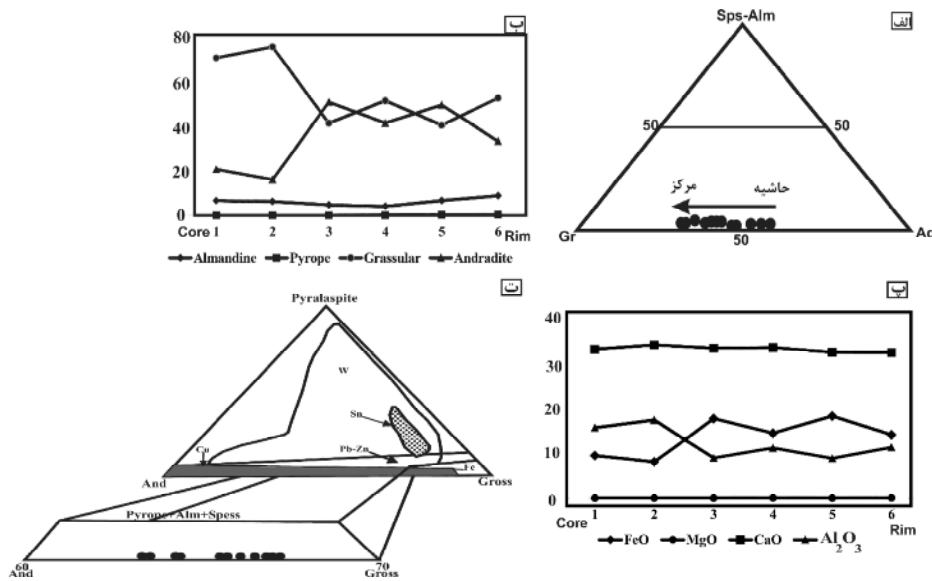 الف
Sps-Alm
50 50
مرکز حاشیه
Gr 50 Ad
ب
80
60
40
20
0
Core 1 2 3 4 5 6 Rim
Almandine Pyrope Grassular Andradite
پ
40
30
20
10
0
Core 1 2 3 4 5 6 Rim
FeO MgO CaO Al2O3
ت
Pyralaspite
W
Sn
Cu Pb-Zn Fe
And Gross
Pyrope+Alm+Spess
60 70
And Gross